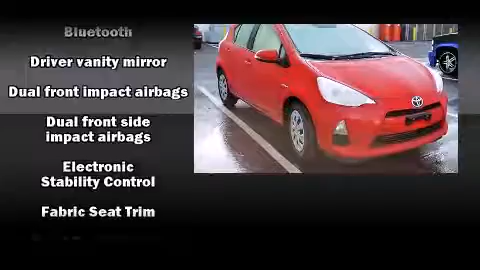 Bluetooth
Driver vanity mirror
Dual front impact airbags
Dual front side
impact airbags
Electronic
Stability Control
Fabric Seat Trim